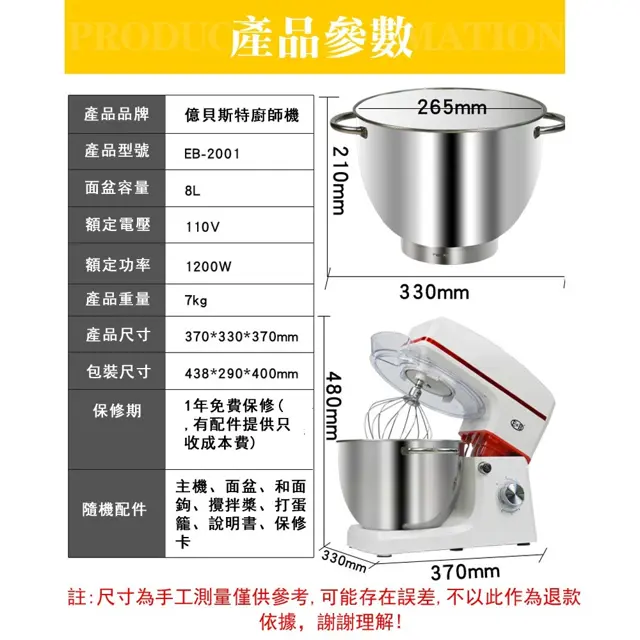 PRODUCT INFORMATION
產品參數
產品品牌 億貝斯特廚師機
產品型號 EB-2001
面盆容量 8L
額定電壓 110V
額定功率 1200W
產品重量 7kg
產品尺寸 370*330*370mm
包裝尺寸 438*290*400mm
保修期 1年免費保修(
,有配件提供只
收成本費)
隨機配件 主機、面盆、和面
鉤、攪拌漿、打蛋
籠、說明書、保修
卡
265mm
210mm
330mm
480mm
330mm
370mm
註:尺寸為手工測量僅供參考,可能存在誤差,不以此作為退款
依據，謝謝理解!